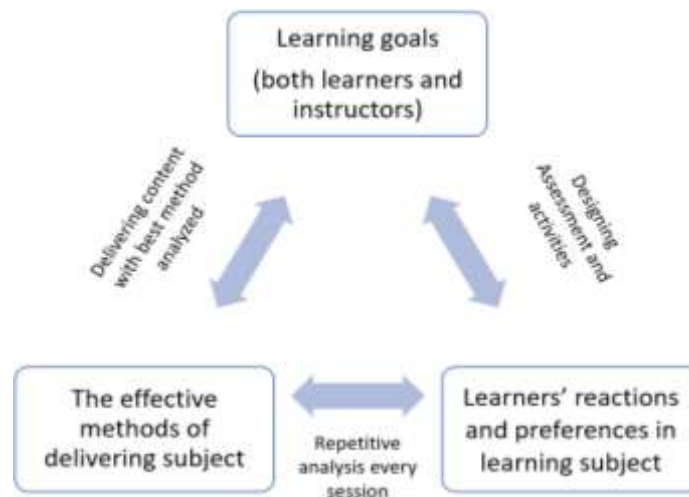 Learning goals
(both learners and
instructors)
Delivering content
with best method
analyzed
Designing
Assessment and
activities
The effective
methods of
delivering subject
Repetitive
analysis every
session
Learners’ reactions
and preferences in
learning subject